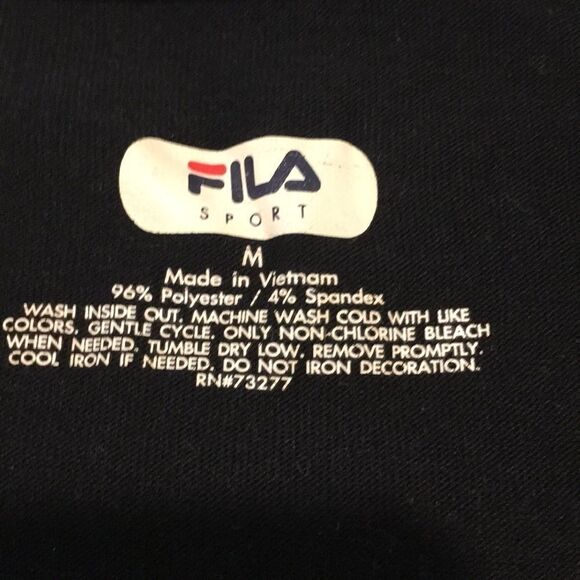 FILA
SPORT
M
Made in Vietnam
96% Polyester / 4% Spandex
WASH INSIDE OUT. MACHINE WASH COLD WITH LIKE
COLORS. GENTLE CYCLE. ONLY NON-CHLORINE BLEACH
WHEN NEEDED. TUMBLE DRY LOW. REMOVE PROMPTLY.
COOL IRON IF NEEDED. DO NOT IRON DECORATION.
RN#73277